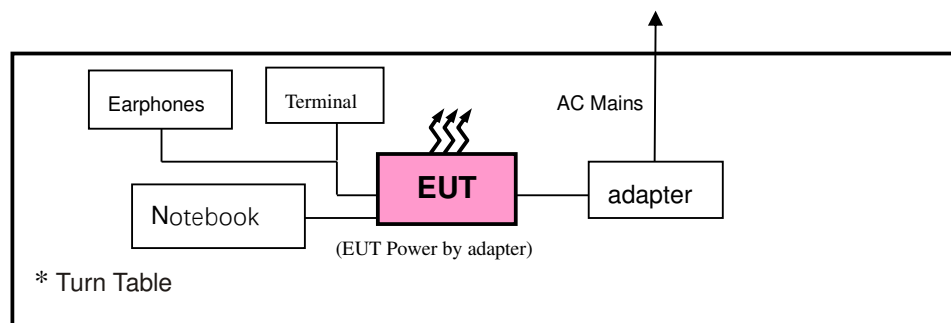 Earphones
Terminal
AC Mains
EUT
adapter
Notebook
(EUT Power by adapter)
* Turn Table